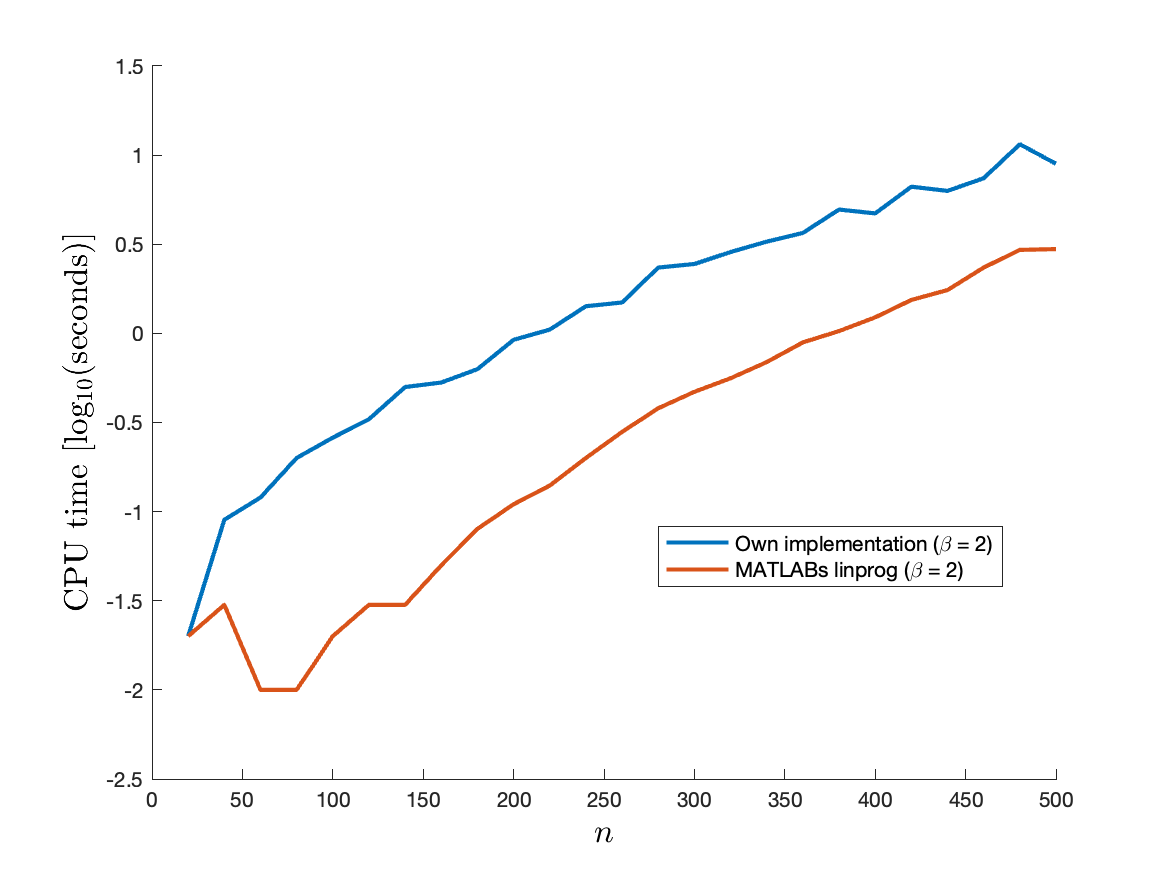 CPU time [log10(seconds)]
1.5
1
0.5
0
-0.5
-1
-1.5
-2
-2.5
Own implementation (β = 2)
MATLABs linprog (β = 2)
0 50 100 150 200 250 300 350 400 450 500
n